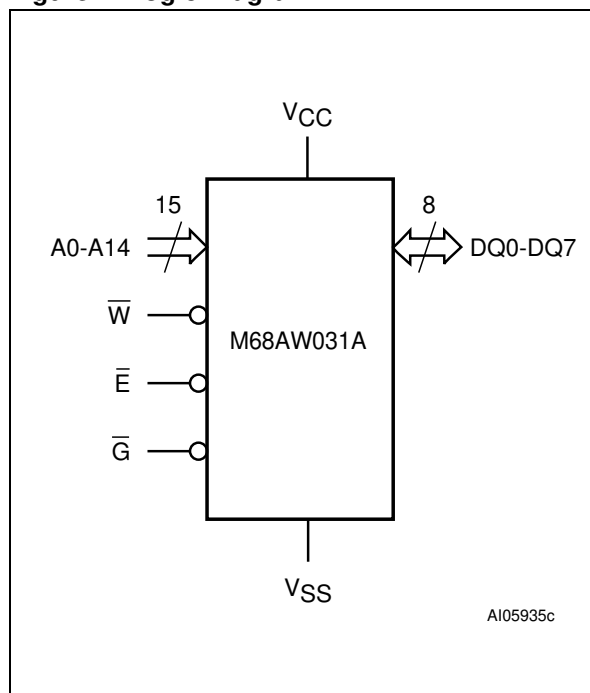 VCC
15
8
A0-A14
DQ0-DQ7
W̅
M68AW031A
E̅
G̅
VSS
AI05935c